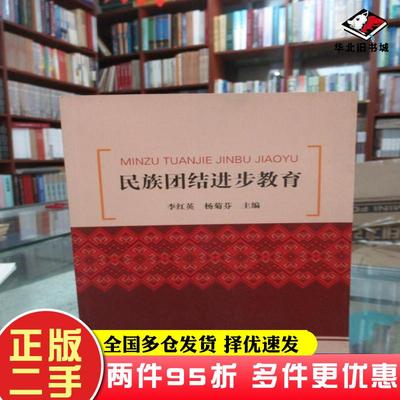 华北旧书城
MINZU TUANJIE JINBU JIAOYU
民族团结进步教育
李红英 杨菊芬 主编
全国多仓发货 择优速发
正版
二手
两件95折 多件更优惠